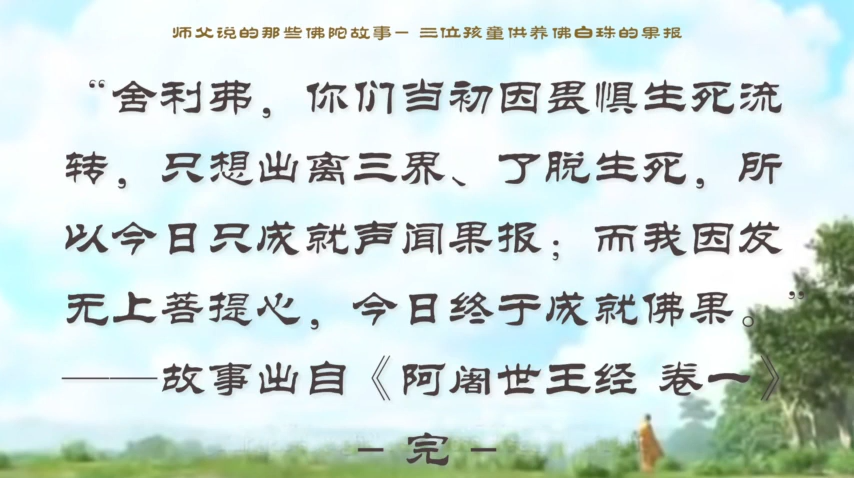 师父说的那些佛陀故事- 三位孩童供养佛白珠的果报
“舍利弗，你们当初因畏惧生死流
转，只想出离三界、了脱生死，所
以今日只成就声闻果报；而我因发
无上菩提心，今日终于成就佛果。”
——故事出自《阿阇世王经 卷一》
- 完 -